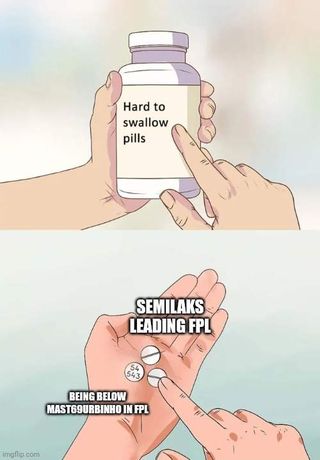 Hard to
swallow
pills
SEMILAKS
LEADING FPL
54
543
BEING BELOW
MAST69URBINHO IN FPL
imgflip.com